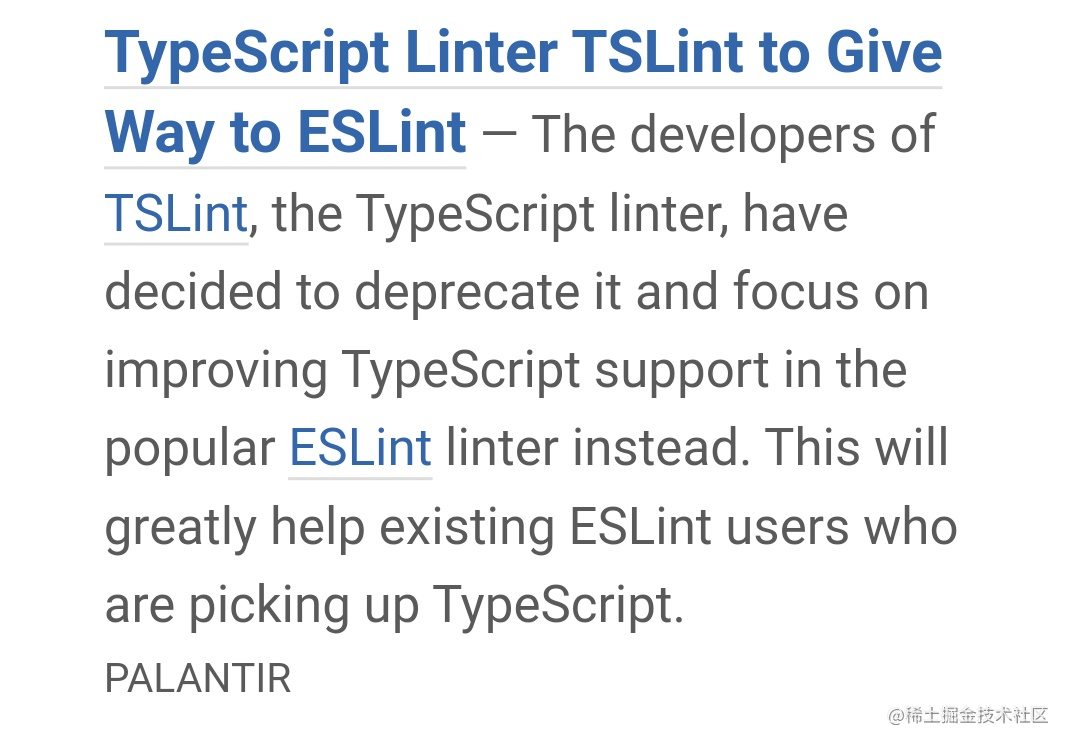 TypeScript Linter TSLint to Give
Way to ESLint — The developers of
TSLint, the TypeScript linter, have
decided to deprecate it and focus on
improving TypeScript support in the
popular ESLint linter instead. This will
greatly help existing ESLint users who
are picking up TypeScript.
PALANTIR
@稀土掘金技术社区